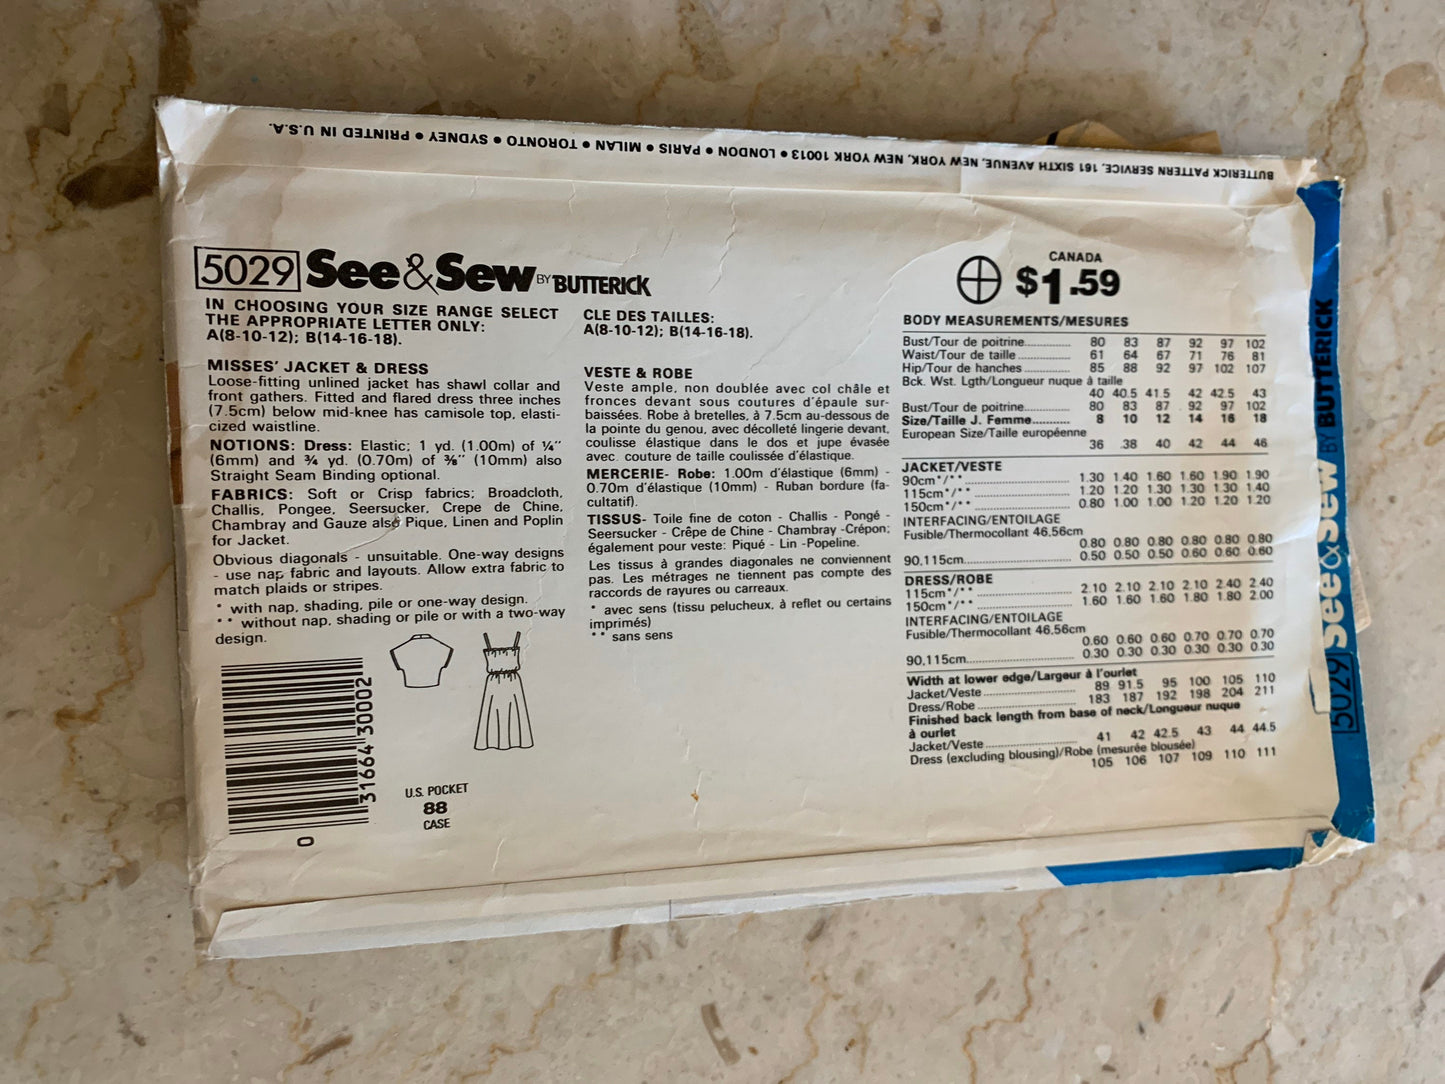 BUTTERICK PATTERN SERVICE, 161 SIXTH AVENUE, NEW YORK, NEW YORK 10013 ● LONDON ● PARIS ● MILAN ● TORONTO ● SYDNEY ● PRINTED IN U.S.A.
5029 See&Sew BY BUTTERICK
IN CHOOSING YOUR SIZE RANGE SELECT
THE APPROPRIATE LETTER ONLY:
A(8-10-12); B(14-16-18).
MISSES' JACKET & DRESS
Loose-fitting unlined jacket has shawl collar and
front gathers. Fitted and flared dress three inches
(7.5cm) below mid-knee has camisole top, elasti-
cized waistline.
NOTIONS: Dress: Elastic; 1 yd. (1.00m) of ¼"
(6mm) and ¾ yd. (0.70m) of ⅜" (10mm) also
Straight Seam Binding optional.
FABRICS: Soft or Crisp fabrics; Broadcloth,
Challis, Pongee, Seersucker, Crepe de Chine,
Chambray and Gauze also Pique, Linen and Poplin
for Jacket.
Obvious diagonals - unsuitable. One-way designs
- use nap fabric and layouts. Allow extra fabric to
match plaids or stripes.
* with nap, shading, pile or one-way design.
** without nap, shading or pile or with a two-way
design.
31664 30002
0
U.S. POCKET
88
CASE
CLE DES TAILLES:
A(8-10-12); B(14-16-18).
VESTE & ROBE
Veste ample, non doublée avec col châle et
fronces devant sous coutures d'épaule sur-
baissées. Robe à bretelles, à 7.5cm au-dessous de
la pointe du genou, avec décolleté lingerie devant,
coulisse élastique dans le dos et jupe évasée
avec couture de taille coulissée d'élastique.
MERCERIE- Robe: 1.00m d'élastique (6mm) -
0.70m d'élastique (10mm) - Ruban bordure (fa-
cultatif).
TISSUS- Toile fine de coton - Challis - Pongé -
Seersucker - Crêpe de Chine - Chambray -Crépon;
également pour veste: Piqué - Lin -Popeline.
Les tissus à grandes diagonales ne conviennent
pas. Les métrages ne tiennent pas compte des
raccords de rayures ou carreaux.
* avec sens (tissu pelucheux, à reflet ou certains
imprimés)
** sans sens
CANADA
$1.59
BODY MEASUREMENTS/MESURES
Bust/Tour de poitrine 80 83 87 92 97 102
Waist/Tour de taille 61 64 67 71 76 81
Hip/Tour de hanches 85 88 92 97 102 107
Bck. Wst. Lgth/Longueur nuque à taille
40 40.5 41.5 42 42.5 43
Bust/Tour de poitrine 80 83 87 92 97 102
Size/Taille J. Femme 8 10 12 14 16 18
European Size/Taille européenne
36 38 40 42 44 46
JACKET/VESTE
90cm*/** 1.30 1.40 1.60 1.60 1.90 1.90
115cm*/** 1.20 1.20 1.30 1.30 1.30 1.40
150cm*/** 0.80 1.00 1.00 1.20 1.20 1.20
INTERFACING/ENTOILAGE
Fusible/Thermocollant 46,56cm
0.80 0.80 0.80 0.80 0.80 0.80
90,115cm 0.50 0.50 0.50 0.60 0.60 0.60
DRESS/ROBE
115cm*/** 2.10 2.10 2.10 2.10 2.40 2.40
150cm*/** 1.60 1.60 1.60 1.80 1.80 2.00
INTERFACING/ENTOILAGE
Fusible/Thermocollant 46,56cm
0.60 0.60 0.60 0.70 0.70 0.70
90,115cm 0.30 0.30 0.30 0.30 0.30 0.30
Width at lower edge/Largeur à l'ourlet
Jacket/Veste 89 91.5 95 100 105 110
Dress/Robe 183 187 192 198 204 211
Finished back length from base of neck/Longueur nuque
à ourlet
Jacket/Veste 41 42 42.5 43 44 44.5
Dress (excluding blousing)/Robe (mesurée blousée)
105 106 107 109 110 111
5029 See&Sew BY BUTTERICK